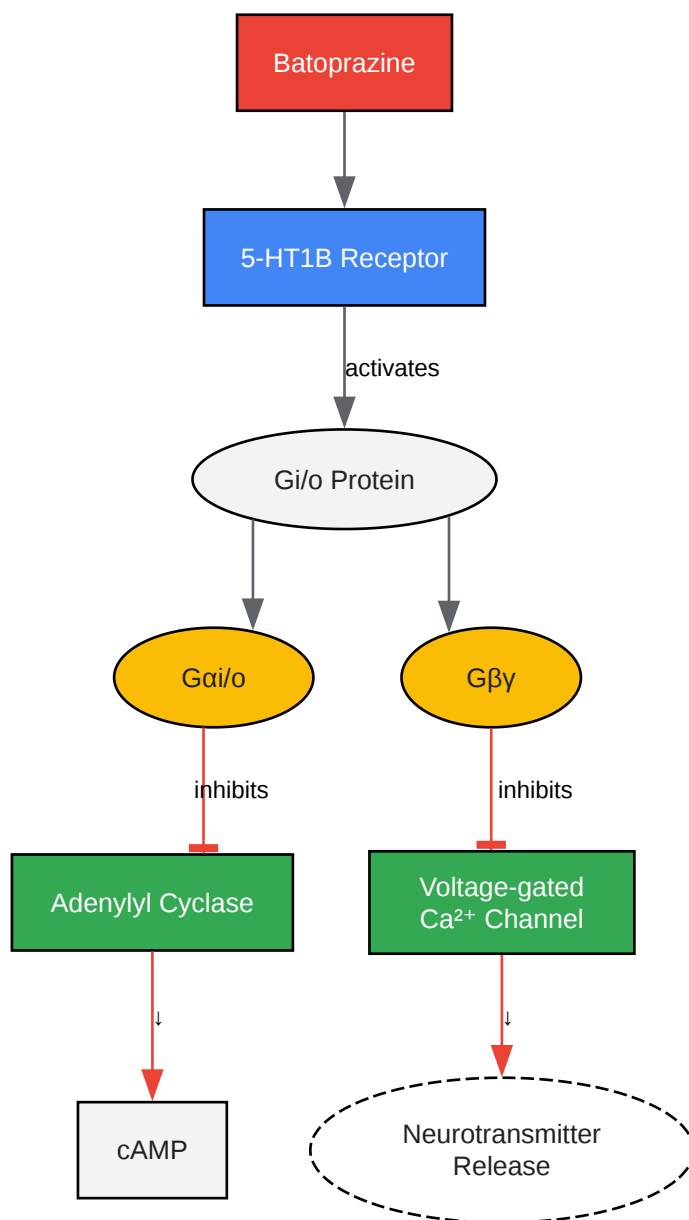 Batoprazine
5-HT1B Receptor
activates
Gi/o Protein
Gαi/o
Gβγ
inhibits
inhibits
Adenylyl Cyclase
Voltage-gated
Ca²⁺ Channel
↓
↓
cAMP
Neurotransmitter
Release